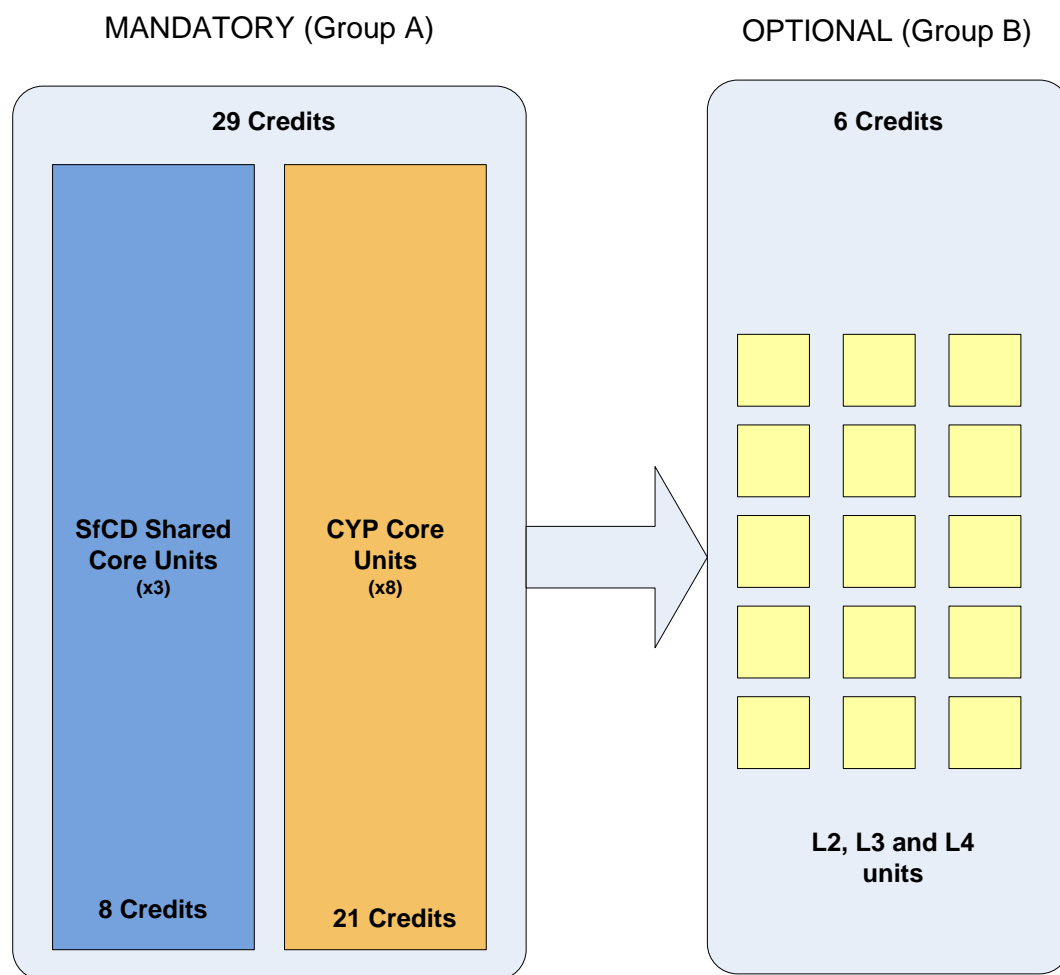 MANDATORY (Group A)
OPTIONAL (Group B)
29 Credits
SfCD Shared
Core Units
(x3)
8 Credits
CYP Core
Units
(x8)
21 Credits
6 Credits
L2, L3 and L4
units